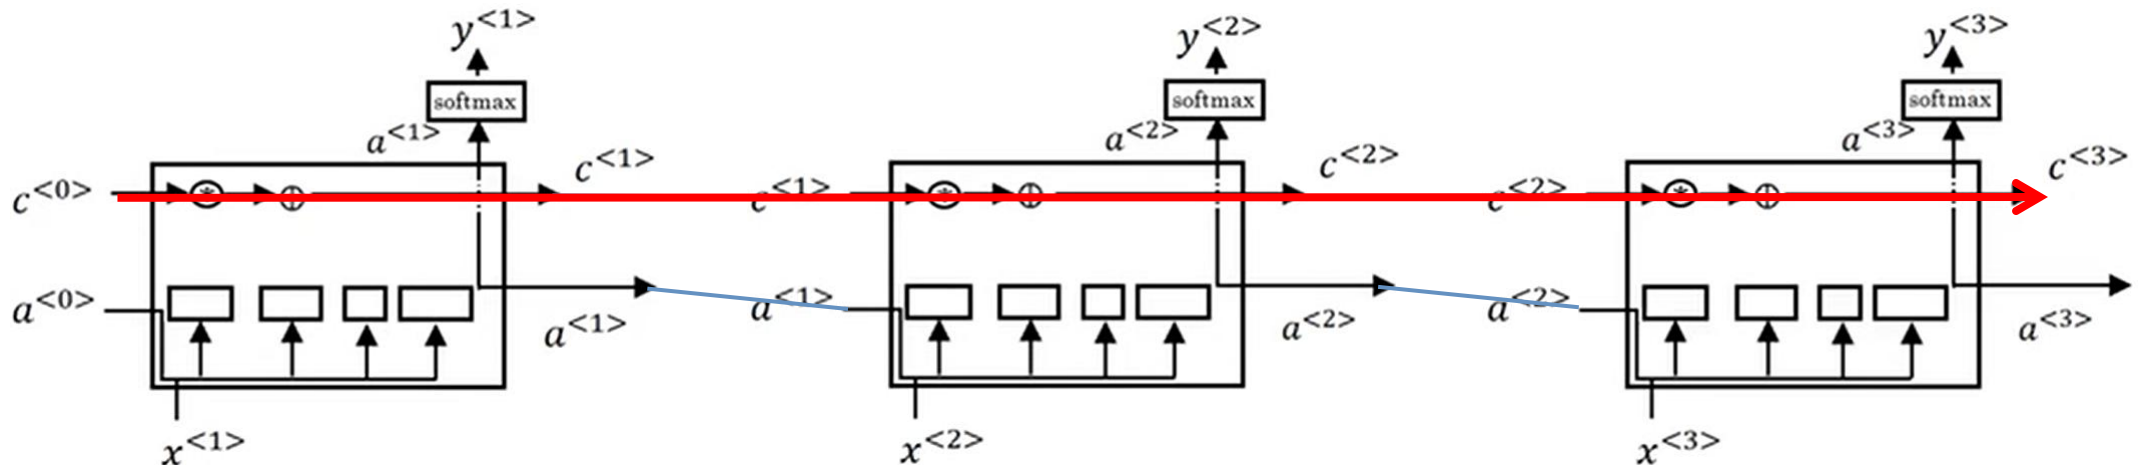 y<1> y<2> y<3>
softmax softmax softmax
a<1> a<2> a<3>
c<0> c<1> c<1> c<2> c<2> c<3>
* * *
a<0> a<1> a<1> a<2> a<2> a<3>
x<1> x<2> x<3>